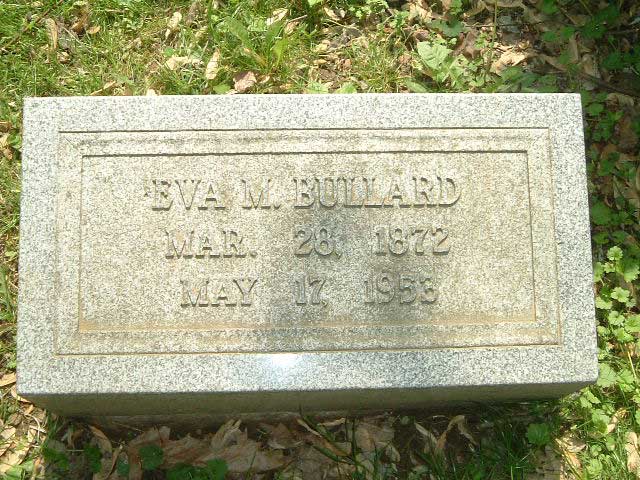 EVA M. BULLARD
MAR. 28, 1872
MAY 17, 1953